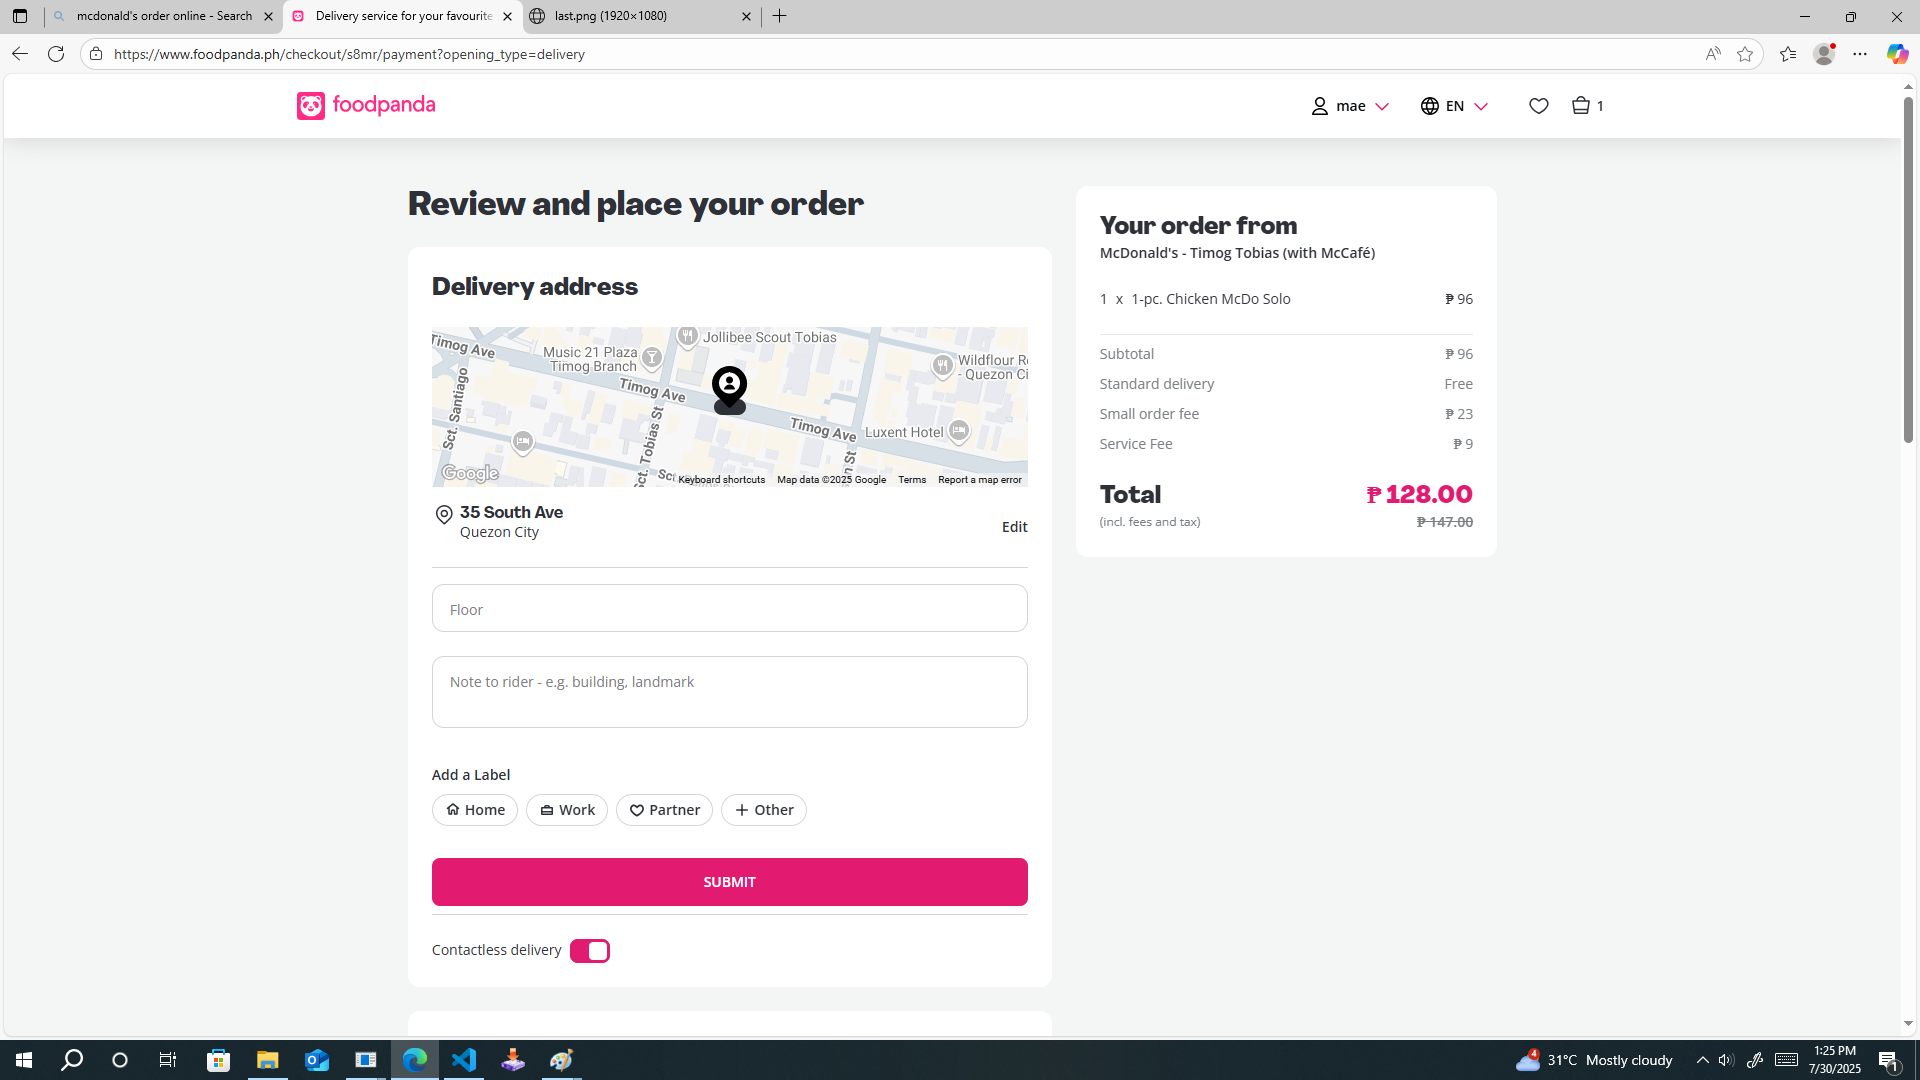 mcdonald's order online - Search
Delivery service for your favourite
last.png (1920×1080)
https://www.foodpanda.ph/checkout/s8mr/payment?opening_type=delivery
foodpanda
mae
EN
1
Review and place your order
Delivery address
Timog Ave
Music 21 Plaza
Timog Branch
Jollibee Scout Tobias
Wildflour Re
- Quezon Ci
Timog Ave
Sct. Santiago
Sct. Tobias St
Timog Ave
Luxent Hotel
Google
Keyboard shortcuts
Map data ©2025 Google
Terms
Report a map error
35 South Ave
Quezon City
Edit
Floor
Note to rider - e.g. building, landmark
Add a Label
Home
Work
Partner
Other
SUBMIT
Contactless delivery
Your order from
McDonald's - Timog Tobias (with McCafé)
1 x 1-pc. Chicken McDo Solo ₱ 96
Subtotal ₱ 96
Standard delivery Free
Small order fee ₱ 23
Service Fee ₱ 9
Total ₱ 128.00
(incl. fees and tax) ₱ 147.00
4
31°C Mostly cloudy
1:25 PM
7/30/2025
1